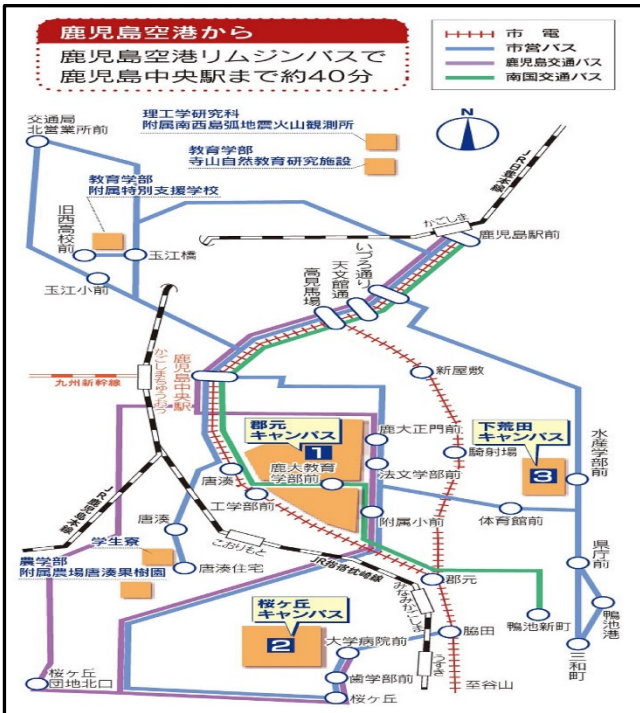 鹿児島空港から
鹿児島空港リムジンバスで
鹿児島中央駅まで約40分
市電
市営バス
鹿児島交通バス
南国交通バス
N
理工学研究科
附属南西島弧地震火山観測所
教育学部
寺山自然教育研究施設
交通局
北営業所前
教育学部
附属特別支援学校
旧西高校前
玉江橋
玉江小前
JR日豊本線
かごしま
鹿児島駅前
いづろ通り
天文館通
高見馬場
鹿児島中央駅
かごしまちゅうおう
九州新幹線
新屋敷
郡元
キャンパス
1
鹿大正門前
下荒田
キャンパス
3
水産学部前
騎射場
鹿大教育
学部前
法文学部前
唐湊
工学部前
附属小前
体育館前
JR鹿児島本線
唐湊
学生寮
こおりもと
JR指宿枕崎線
県庁前
農学部
附属農場唐湊果樹園
唐湊住宅
郡元
みなみかごしま
桜ヶ丘
キャンパス
2
鴨池新町
鴨池港
大学病院前
脇田
うすき
三和町
歯学部前
桜ヶ丘
団地北口
桜ヶ丘
至谷山